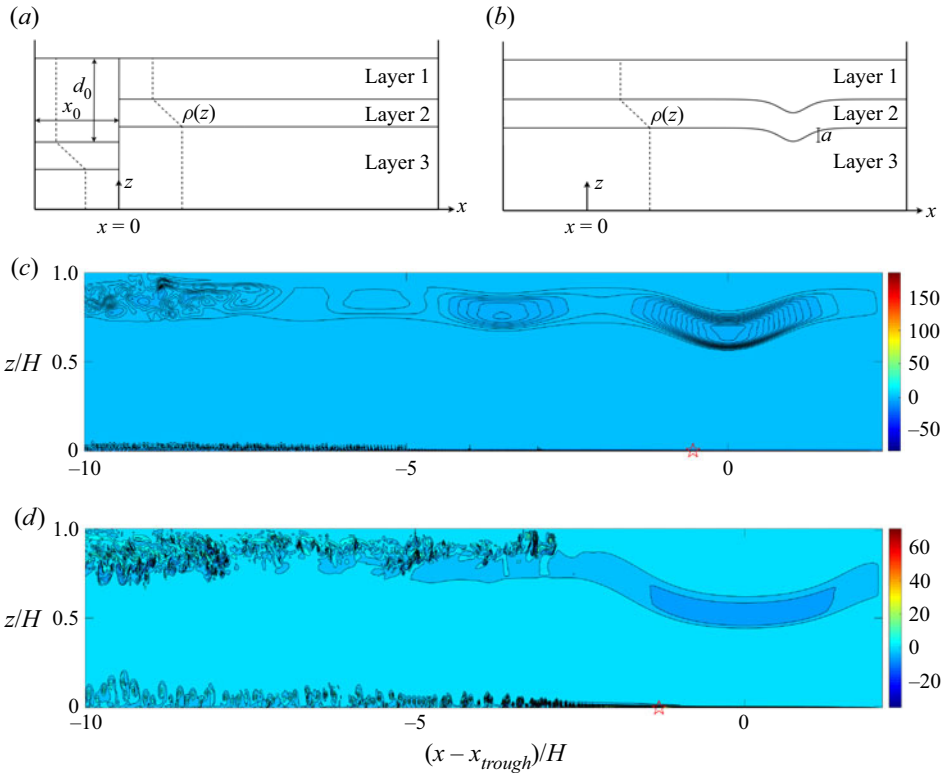 (a)
(b)
d0
x0
ρ(z)
Layer 1
Layer 2
Layer 3
z
x
x = 0
ρ(z)
Layer 1
Layer 2
a
Layer 3
z
x
x = 0
(c)
1.0
z/H
0.5
0
–10
–5
0
150
100
50
0
–50
(d)
1.0
z/H
0.5
0
–10
–5
0
60
40
20
0
–20
(x – xtrough)/H